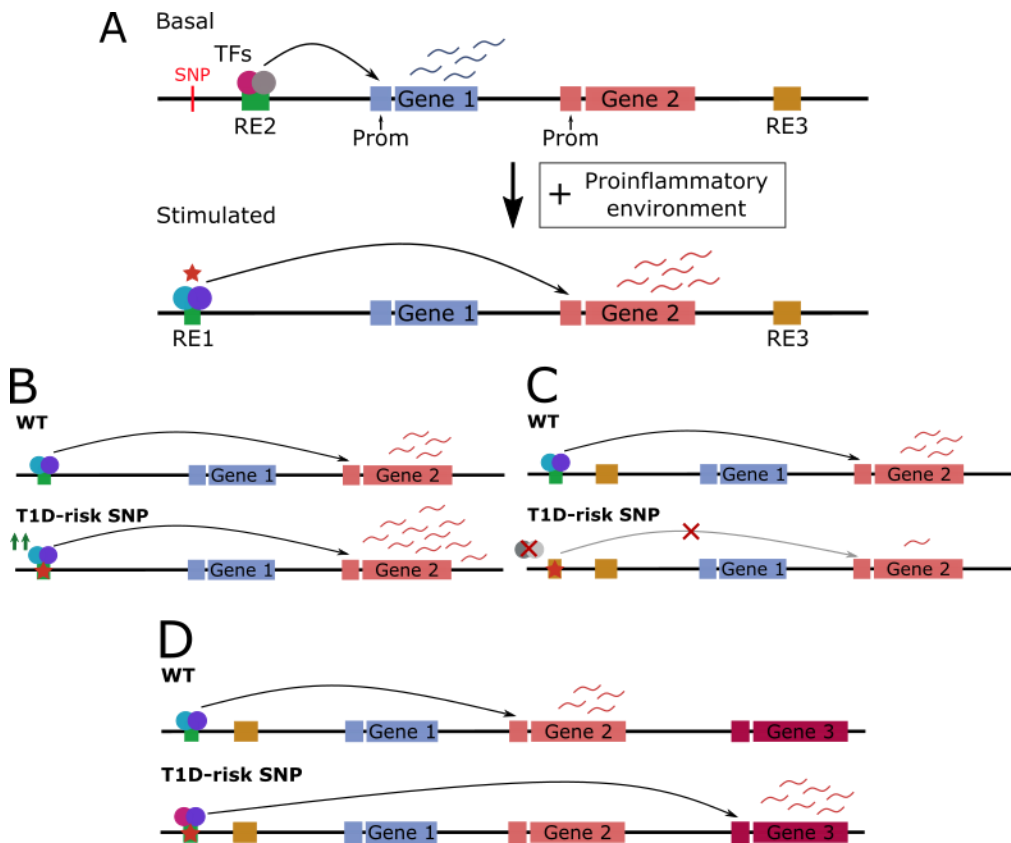 A
Basal
TFs
SNP
Gene 1
Gene 2
RE2
Prom
Prom
RE3
+ Proinflammatory
environment
Stimulated
Gene 1
Gene 2
RE1
RE3
B
WT
Gene 1
Gene 2
T1D-risk SNP
Gene 1
Gene 2
C
WT
Gene 1
Gene 2
T1D-risk SNP
Gene 1
Gene 2
D
WT
Gene 1
Gene 2
Gene 3
T1D-risk SNP
Gene 1
Gene 2
Gene 3